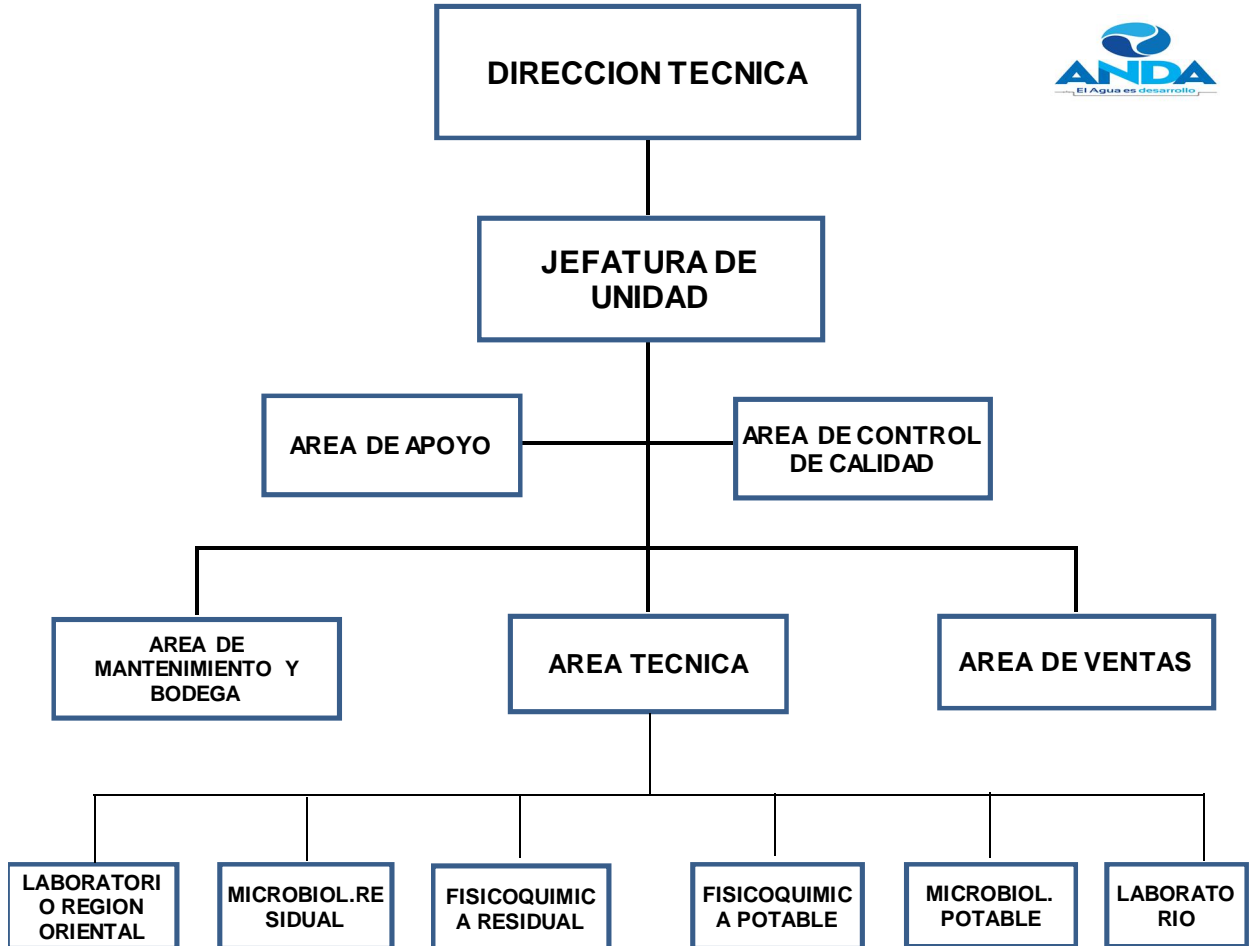 DIRECCION TECNICA
ANDA
El Agua es desarrollo
JEFATURA DE
UNIDAD
AREA DE APOYO
AREA DE CONTROL
DE CALIDAD
AREA DE
MANTENIMIENTO Y
BODEGA
AREA TECNICA
AREA DE VENTAS
LABORATORI
O REGION
ORIENTAL
MICROBIOL.RE
SIDUAL
FISICOQUIMIC
A RESIDUAL
FISICOQUIMIC
A POTABLE
MICROBIOL.
POTABLE
LABORATO
RIO